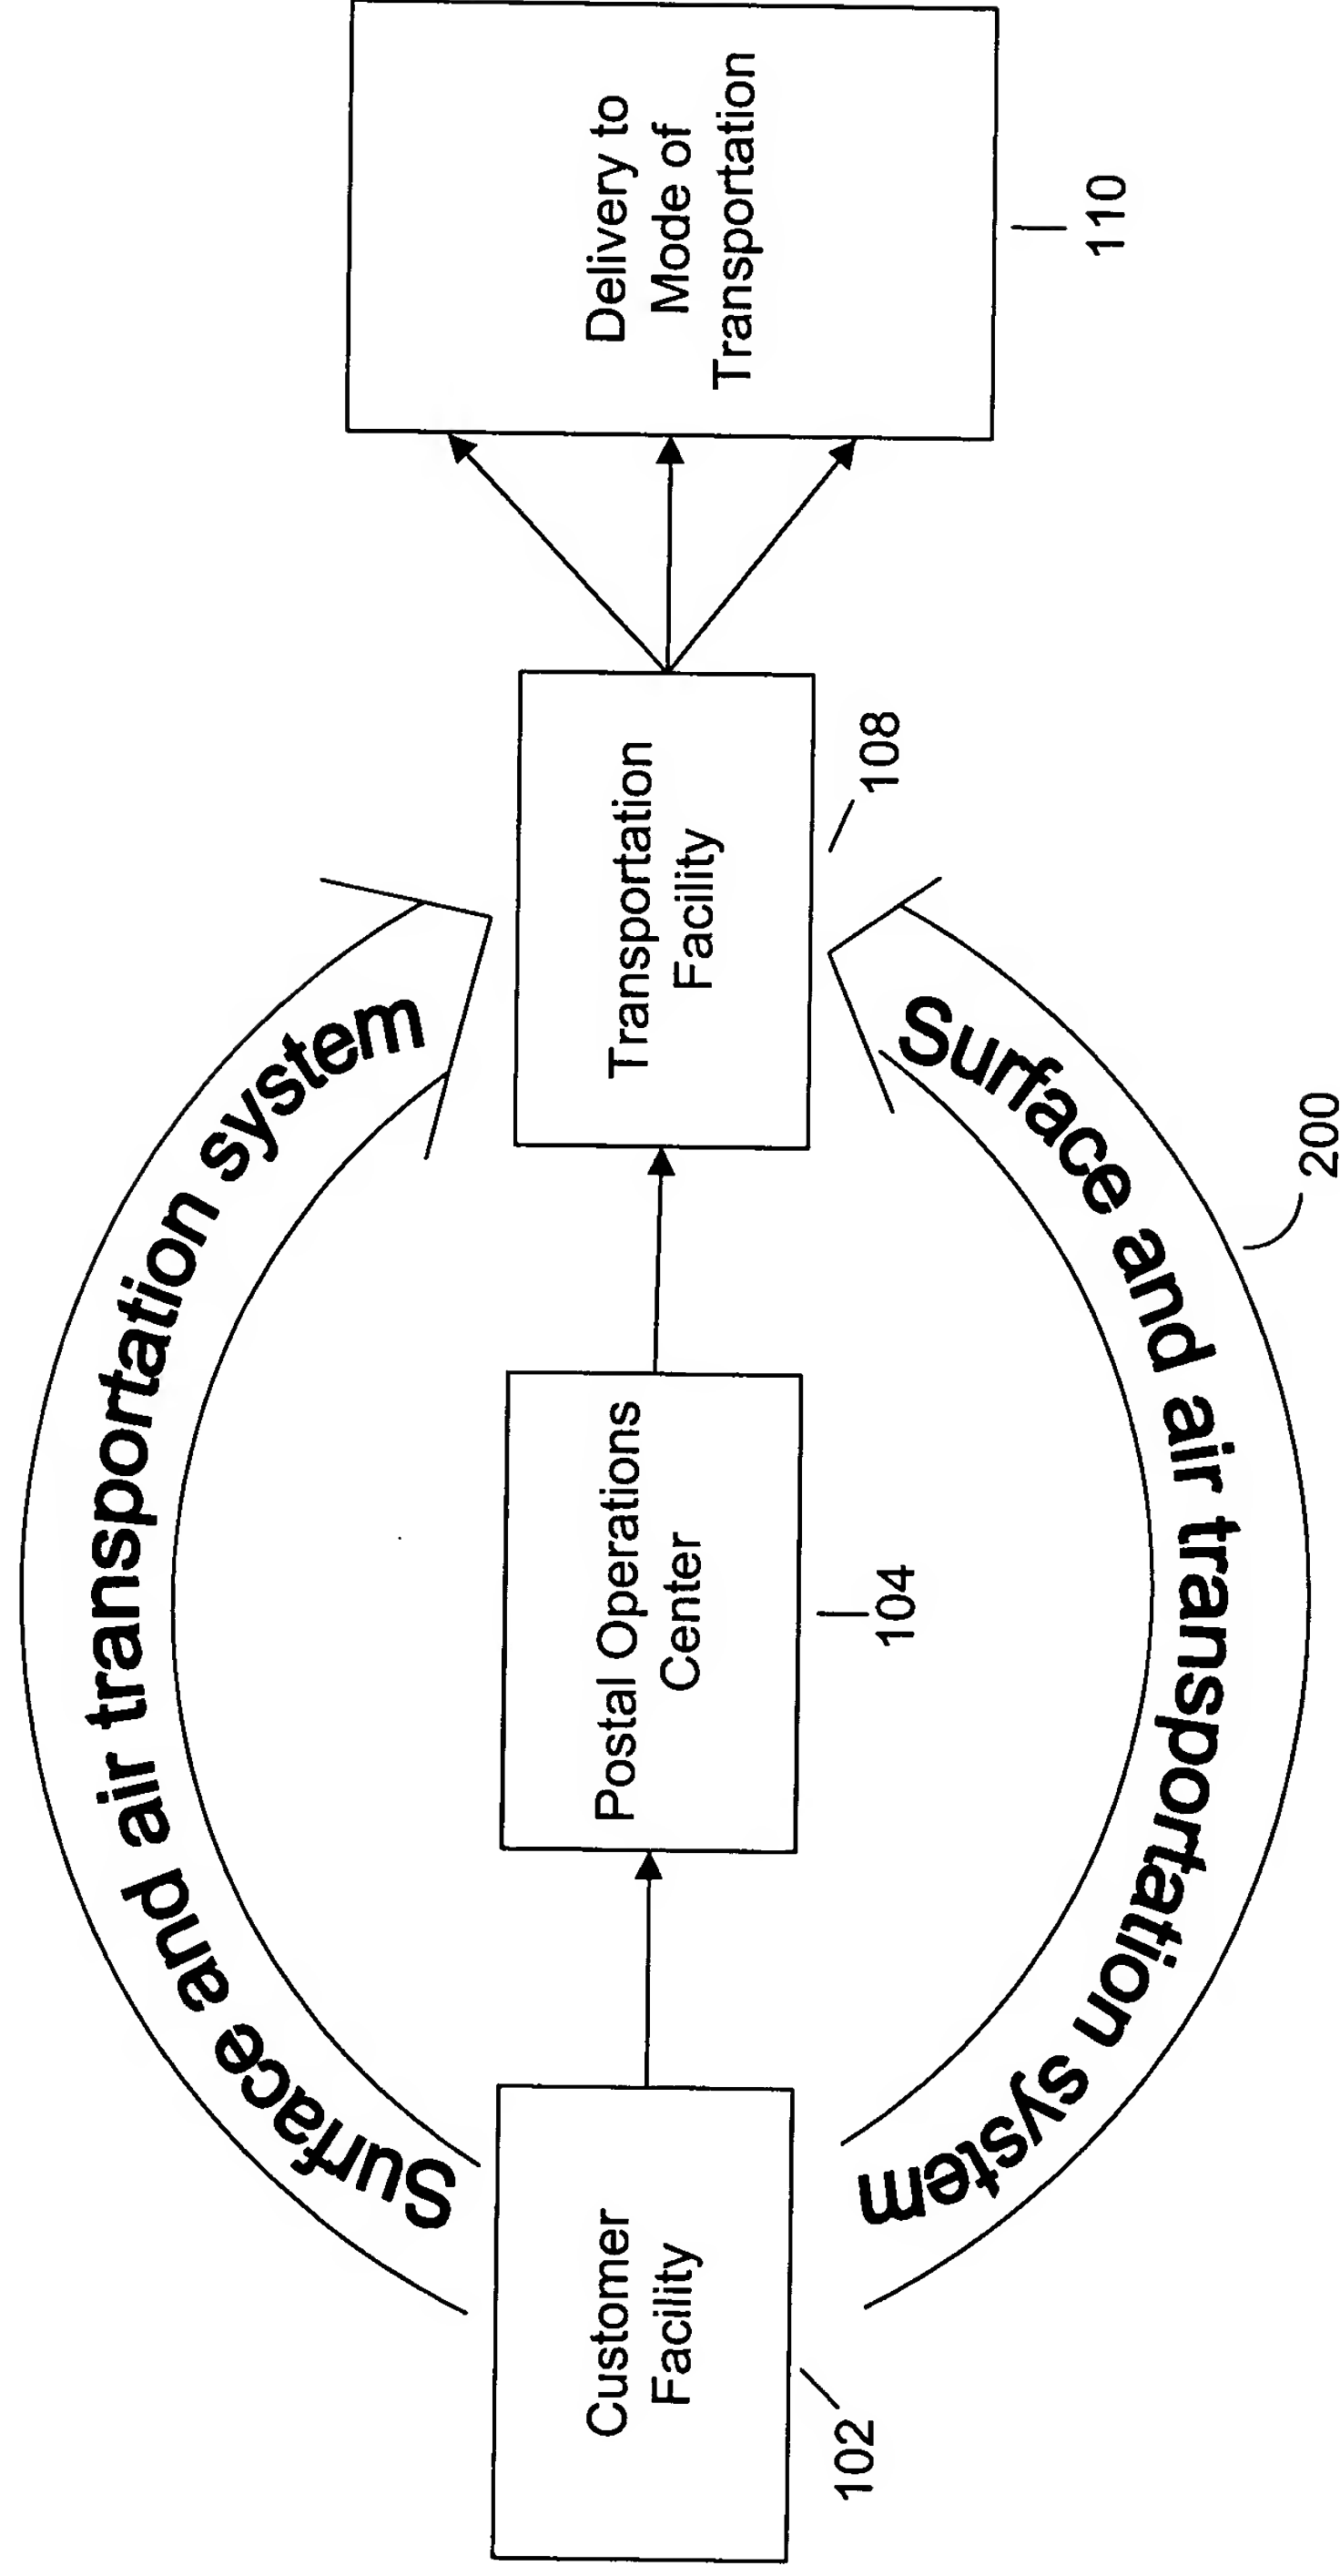 Surface and air transportation system
Customer
Facility
102
Postal Operations
Center
104
Transportation
Facility
108
Delivery to
Mode of
Transportation
110
Surface and air transportation system
200